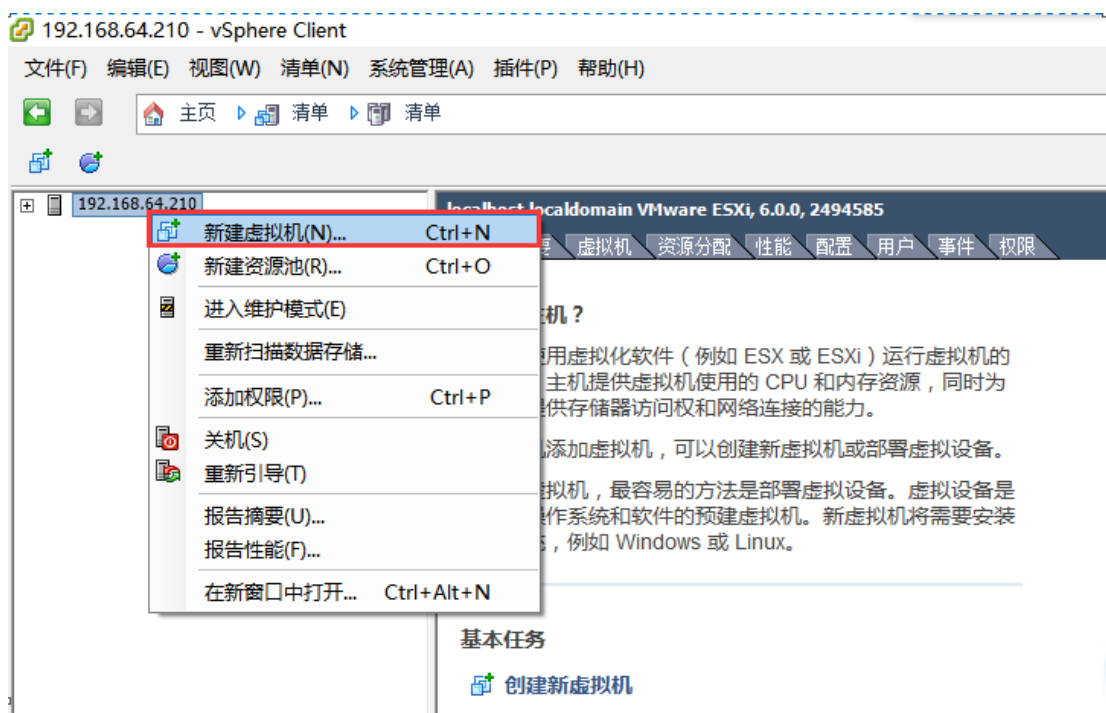 192.168.64.210 - vSphere Client
文件(F) 编辑(E) 视图(W) 清单(N) 系统管理(A) 插件(P) 帮助(H)
主页 清单 清单
192.168.64.210
localhost.localdomain VMware ESXi, 6.0.0, 2494585
虚拟机 资源分配 性能 配置 用户 事件 权限
新建虚拟机(N)... Ctrl+N
新建资源池(R)... Ctrl+O
进入维护模式(E)
重新扫描数据存储...
添加权限(P)... Ctrl+P
关机(S)
重新引导(T)
报告摘要(U)...
报告性能(F)...
在新窗口中打开... Ctrl+Alt+N
机？
用虚拟化软件（例如 ESX 或 ESXi）运行虚拟机的
主机提供虚拟机使用的 CPU 和内存资源，同时为
供存储器访问权和网络连接的能力。
添加虚拟机，可以创建新虚拟机或部署虚拟设备。
拟机，最容易的方法是部署虚拟设备。虚拟设备是
作系统和软件的预建虚拟机。新虚拟机将需要安装
，例如 Windows 或 Linux。
基本任务
创建新虚拟机